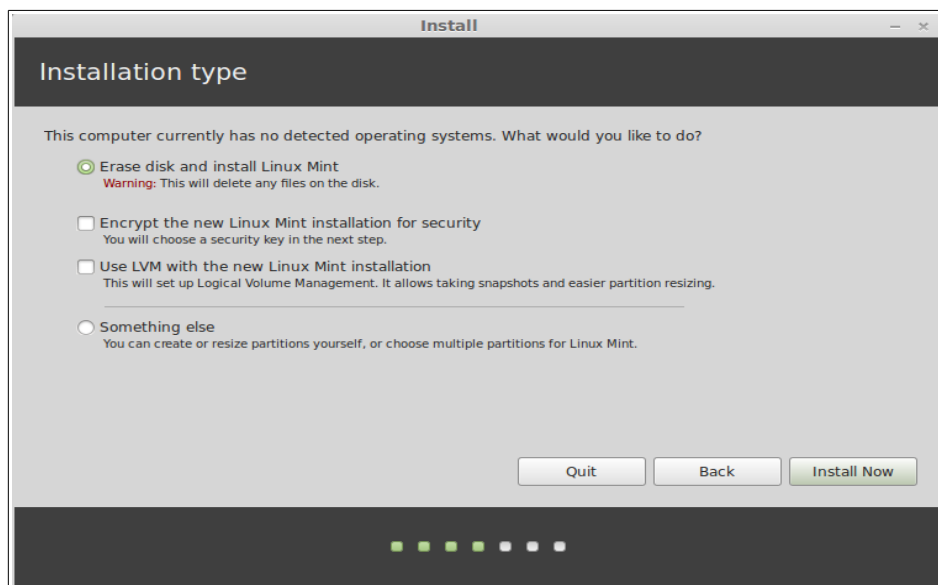 Install
Installation type
This computer currently has no detected operating systems. What would you like to do?
Erase disk and install Linux Mint
Warning: This will delete any files on the disk.
Encrypt the new Linux Mint installation for security
You will choose a security key in the next step.
Use LVM with the new Linux Mint installation
This will set up Logical Volume Management. It allows taking snapshots and easier partition resizing.
Something else
You can create or resize partitions yourself, or choose multiple partitions for Linux Mint.
Quit Back Install Now